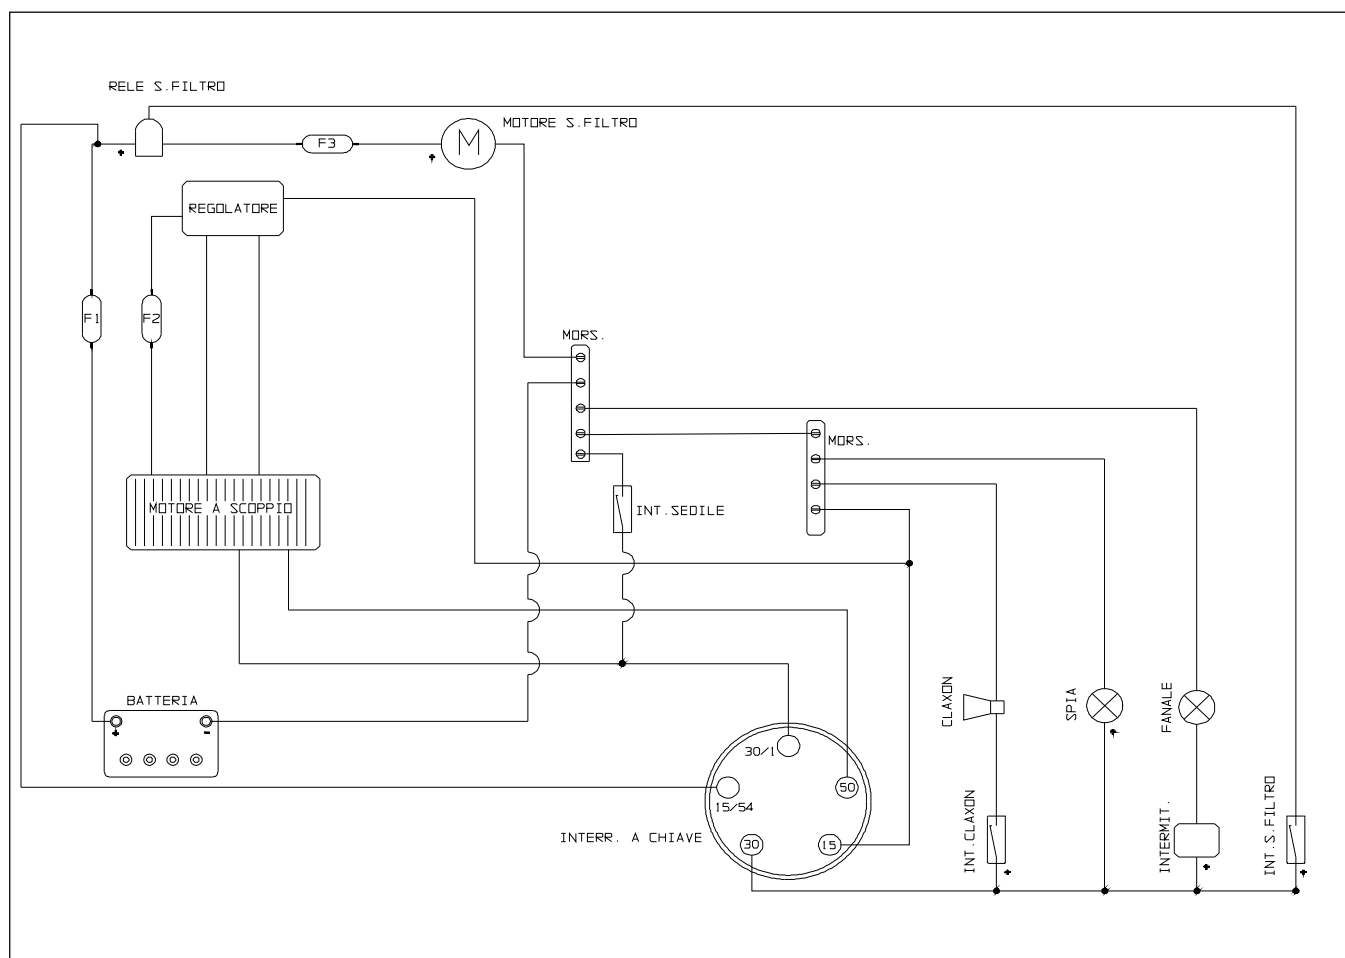 RELE S.FILTRO
MOTORE S.FILTRO
F3
M
+
+
REGOLATORE
F1
F2
MORS.
MORS.
MOTORE A SCOPPIO
INT.SEDILE
BATTERIA
+
-
CLAXON
SPIA
FANALE
30/1
50
15/54
30
15
INTERR. A CHIAVE
INT.CLAXON
INTERMIT.
INT.S.FILTRO
+
+
+
+